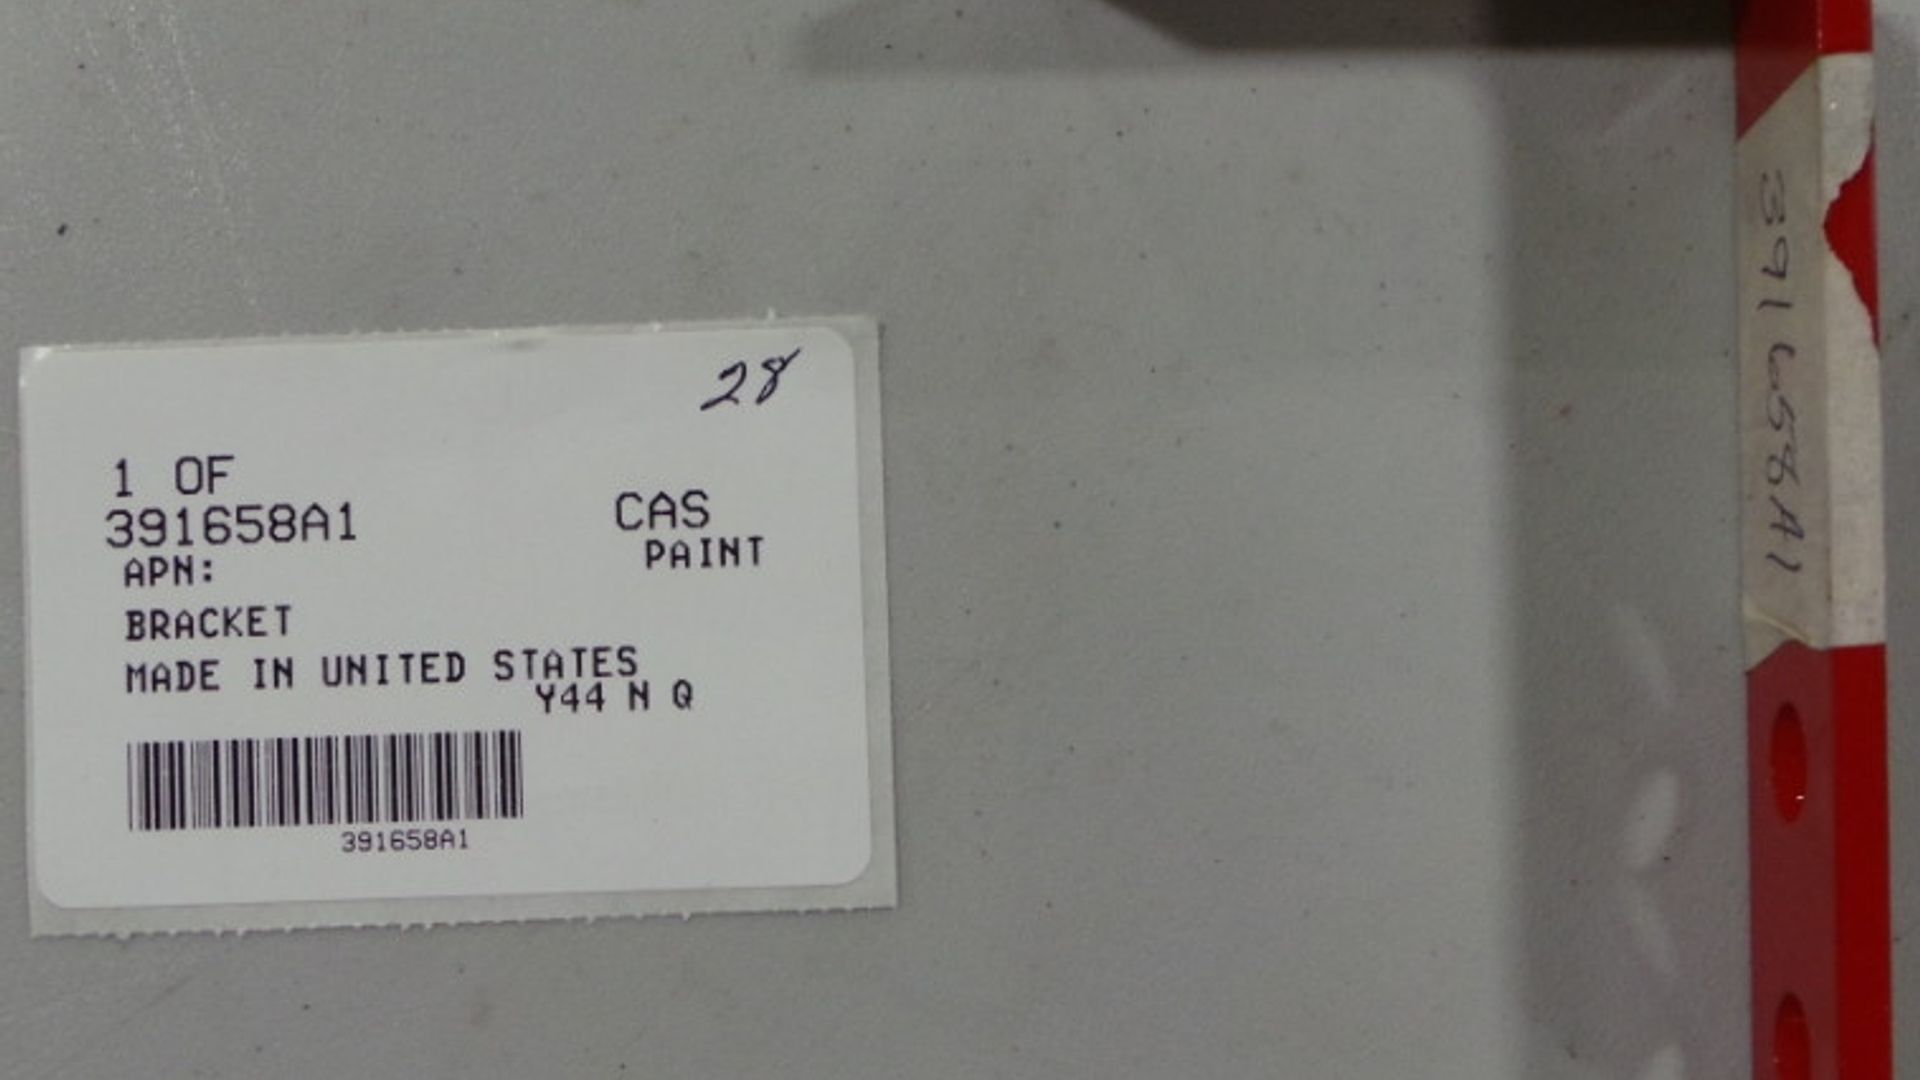 28
1 OF
391658A1
CAS
PAINT
APN:
BRACKET
MADE IN UNITED STATES
Y44 N Q
391658A1
391658A1